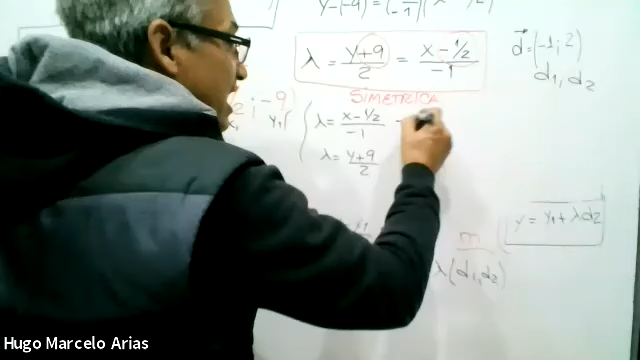 λ = (y+9)/2 = (x-1/2)/-1
SIMETRICA
d⃗=(-1; 2)
d1, d2
; -9)
λ = (x-1/2)/-1
λ = (y+9)/2
y = y1 + λd2
m
λ(d1, d2)
Hugo Marcelo Arias